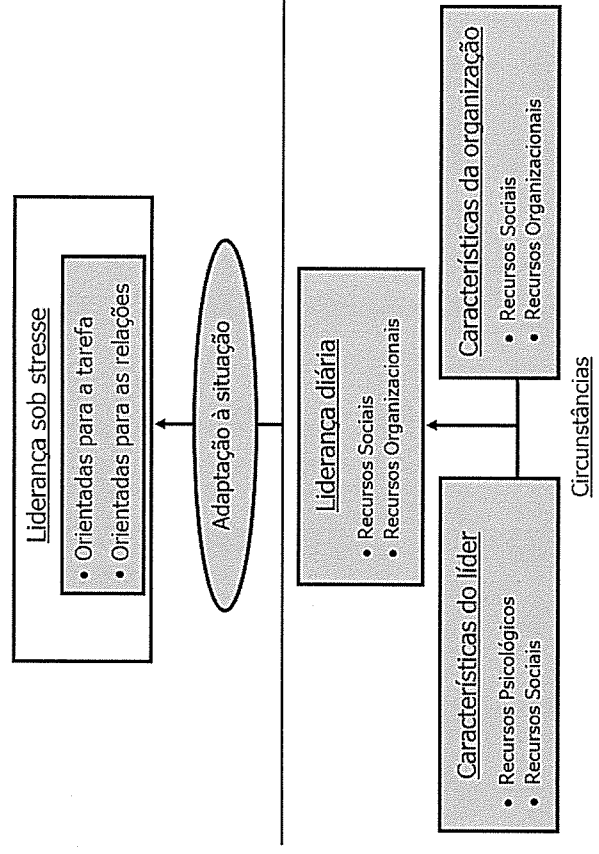 Liderança sob stresse
• Orientadas para a tarefa
• Orientadas para as relações
Adaptação à situação
Liderança diária
• Recursos Sociais
• Recursos Organizacionais
Características do líder
• Recursos Psicológicos
• Recursos Sociais
Características da organização
• Recursos Sociais
• Recursos Organizacionais
Circunstâncias